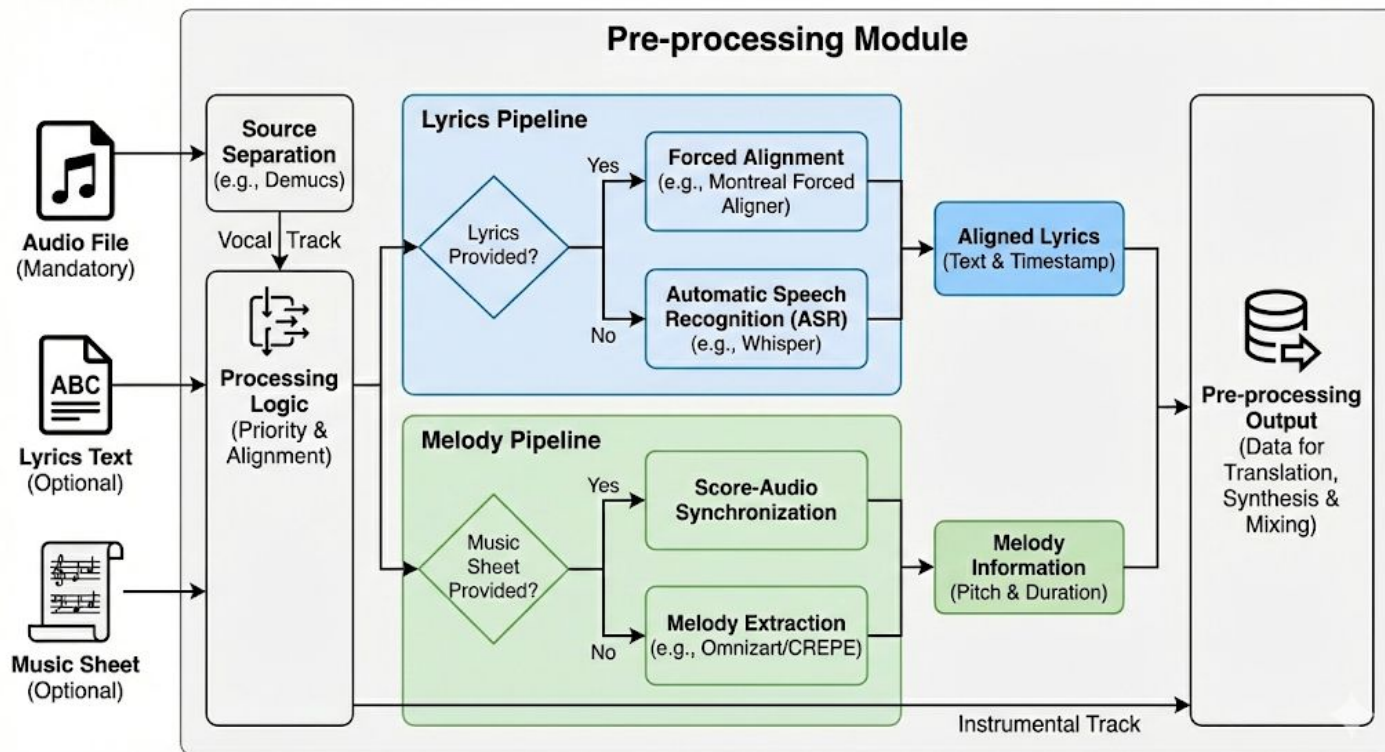 Pre-processing Module
Audio File
(Mandatory)
Lyrics Text
(Optional)
Music Sheet
(Optional)
ABC
Source
Separation
(e.g., Demucs)
Vocal Track
Processing
Logic
(Priority &
Alignment)
Lyrics Pipeline
Lyrics
Provided?
Yes
No
Forced Alignment
(e.g., Montreal Forced
Aligner)
Automatic Speech
Recognition (ASR)
(e.g., Whisper)
Aligned Lyrics
(Text & Timestamp)
Melody Pipeline
Music
Sheet
Provided?
Yes
No
Score-Audio
Synchronization
Melody Extraction
(e.g., Omnizart/CREPE)
Melody
Information
(Pitch & Duration)
Instrumental Track
Pre-processing
Output
(Data for
Translation,
Synthesis &
Mixing)